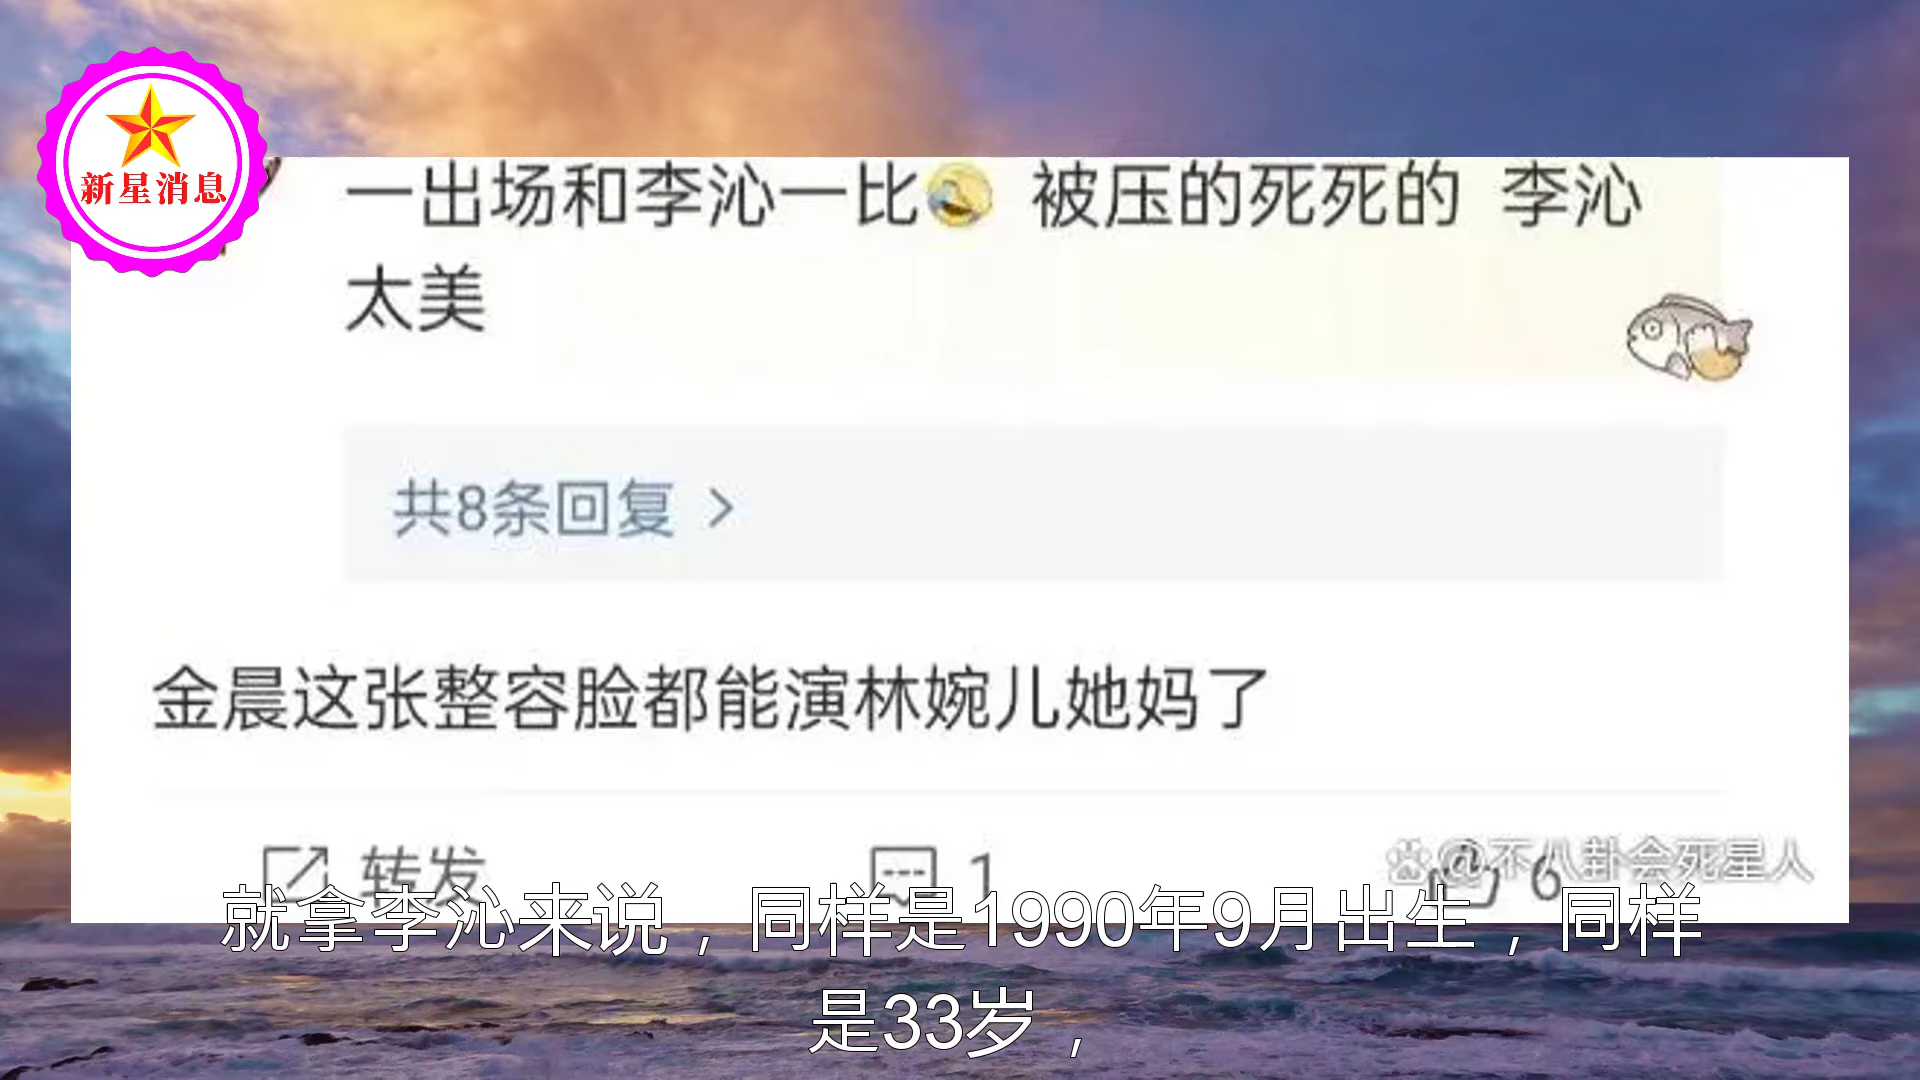 新星消息
一出场和李沁一比 被压的死死的 李沁
太美
共8条回复 >
金晨这张整容脸都能演林婉儿她妈了
转发
1
6
@不八卦会死星人
就拿李沁来说，同样是1990年9月出生，同样
是33岁，